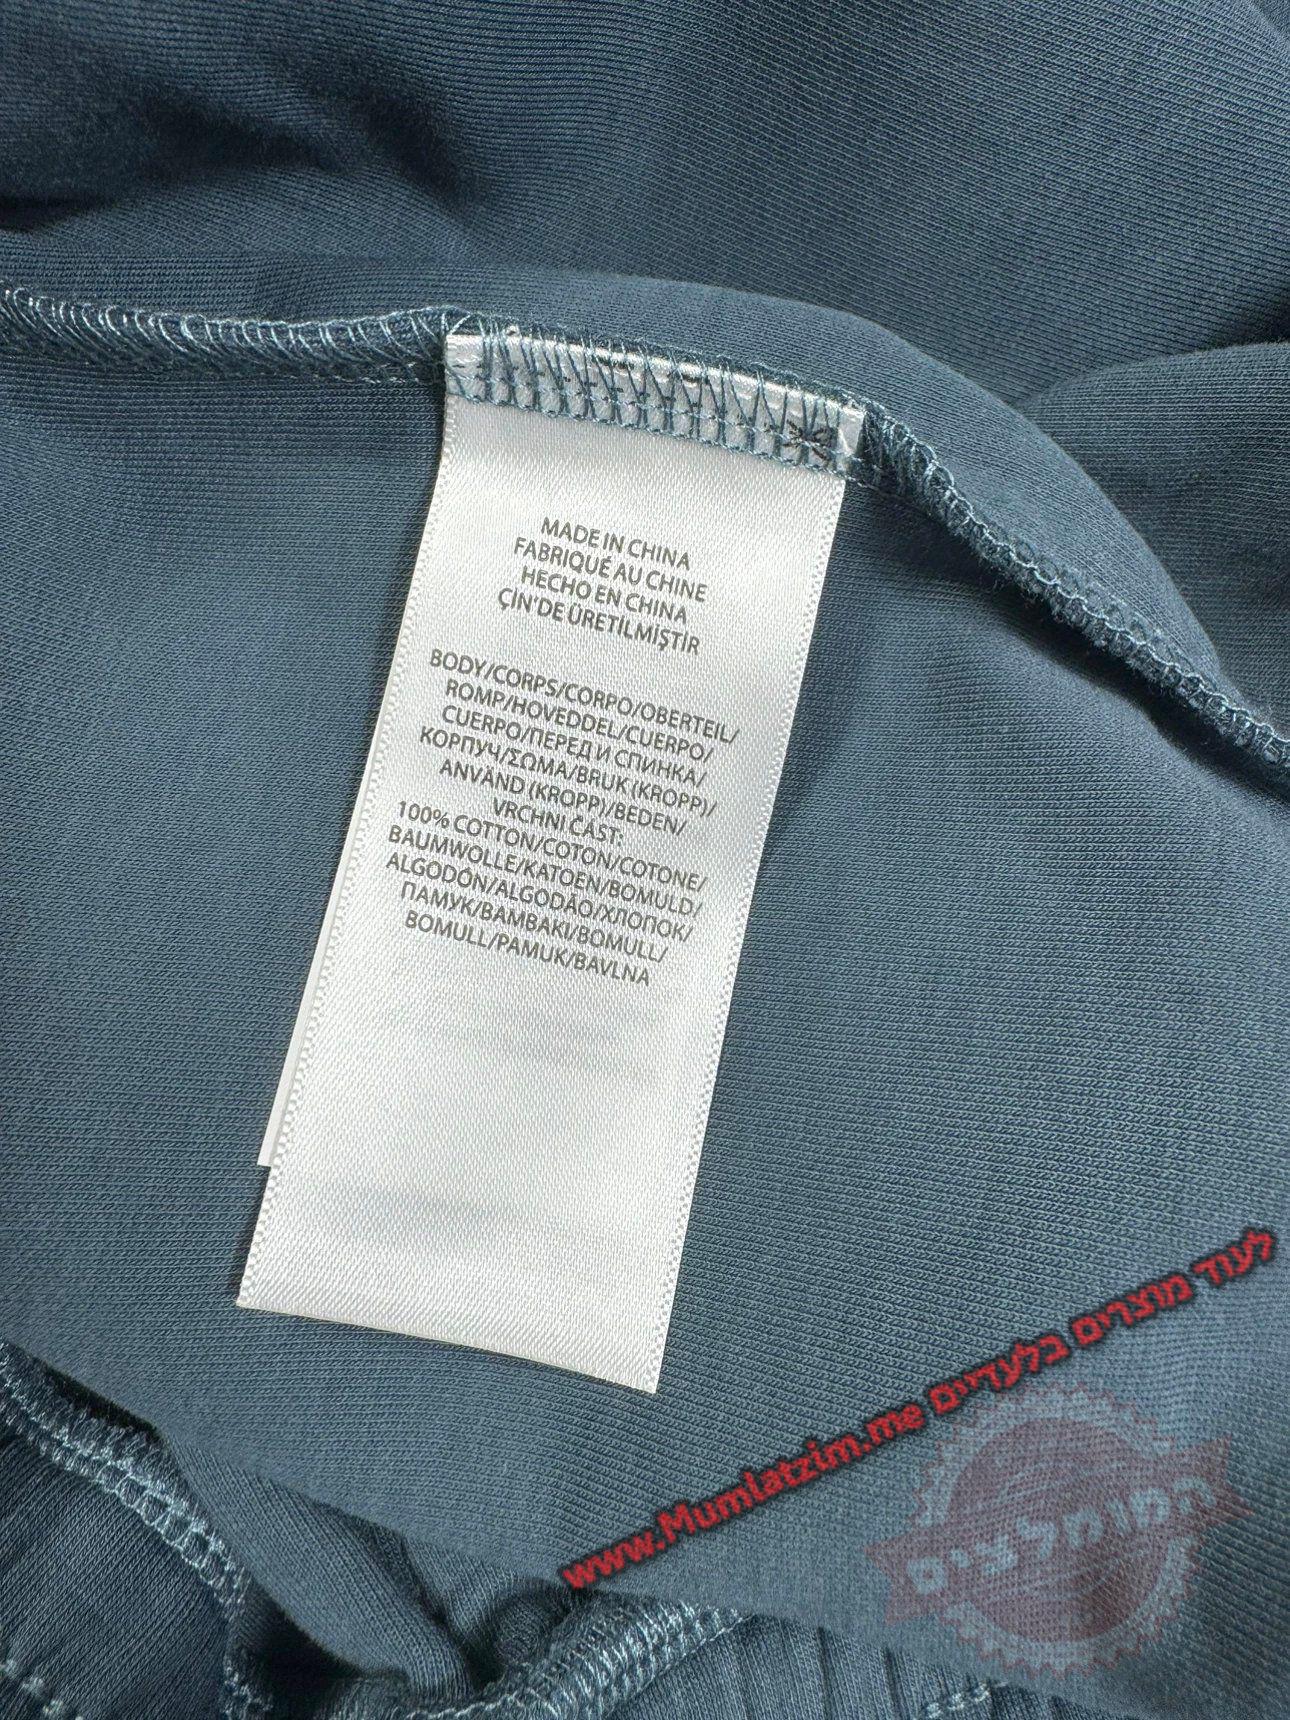 MADE IN CHINA
FABRIQUÉ AU CHINE
HECHO EN CHINA
ÇİN'DE ÜRETİLMİŞTİR
BODY/CORPS/CORPO/OBERTEIL/
ROMP/HOVEDDEL/CUERPO/
CUERPO/ПЕРЕД И СПИНКА/
КОРПУЧ/ΣΩΜΑ/BRUK (KROPP)/
ANVÄND (KROPP)/BEDEN/
VRCHNI ČÁST:
100% COTTON/COTON/COTONE/
BAUMWOLLE/KATOEN/BOMULD/
ALGODÓN/ALGODÃO/ХЛОПОК/
ПАМУК/ΒΑΜΒΑΚΙ/BOMULL/
BOMULL/PAMUK/BAVLNA
לעוד מוצרים בלעדיים www.Mumlatzim.me
המומלצים